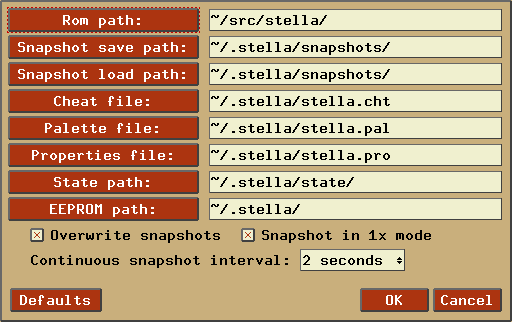 Rom path: ~/src/stella/
Snapshot save path: ~/.stella/snapshots/
Snapshot load path: ~/.stella/snapshots/
Cheat file: ~/.stella/stella.cht
Palette file: ~/.stella/stella.pal
Properties file: ~/.stella/stella.pro
State path: ~/.stella/state/
EEPROM path: ~/.stella/
Overwrite snapshots Snapshot in 1x mode
Continuous snapshot interval: 2 seconds
Defaults OK Cancel